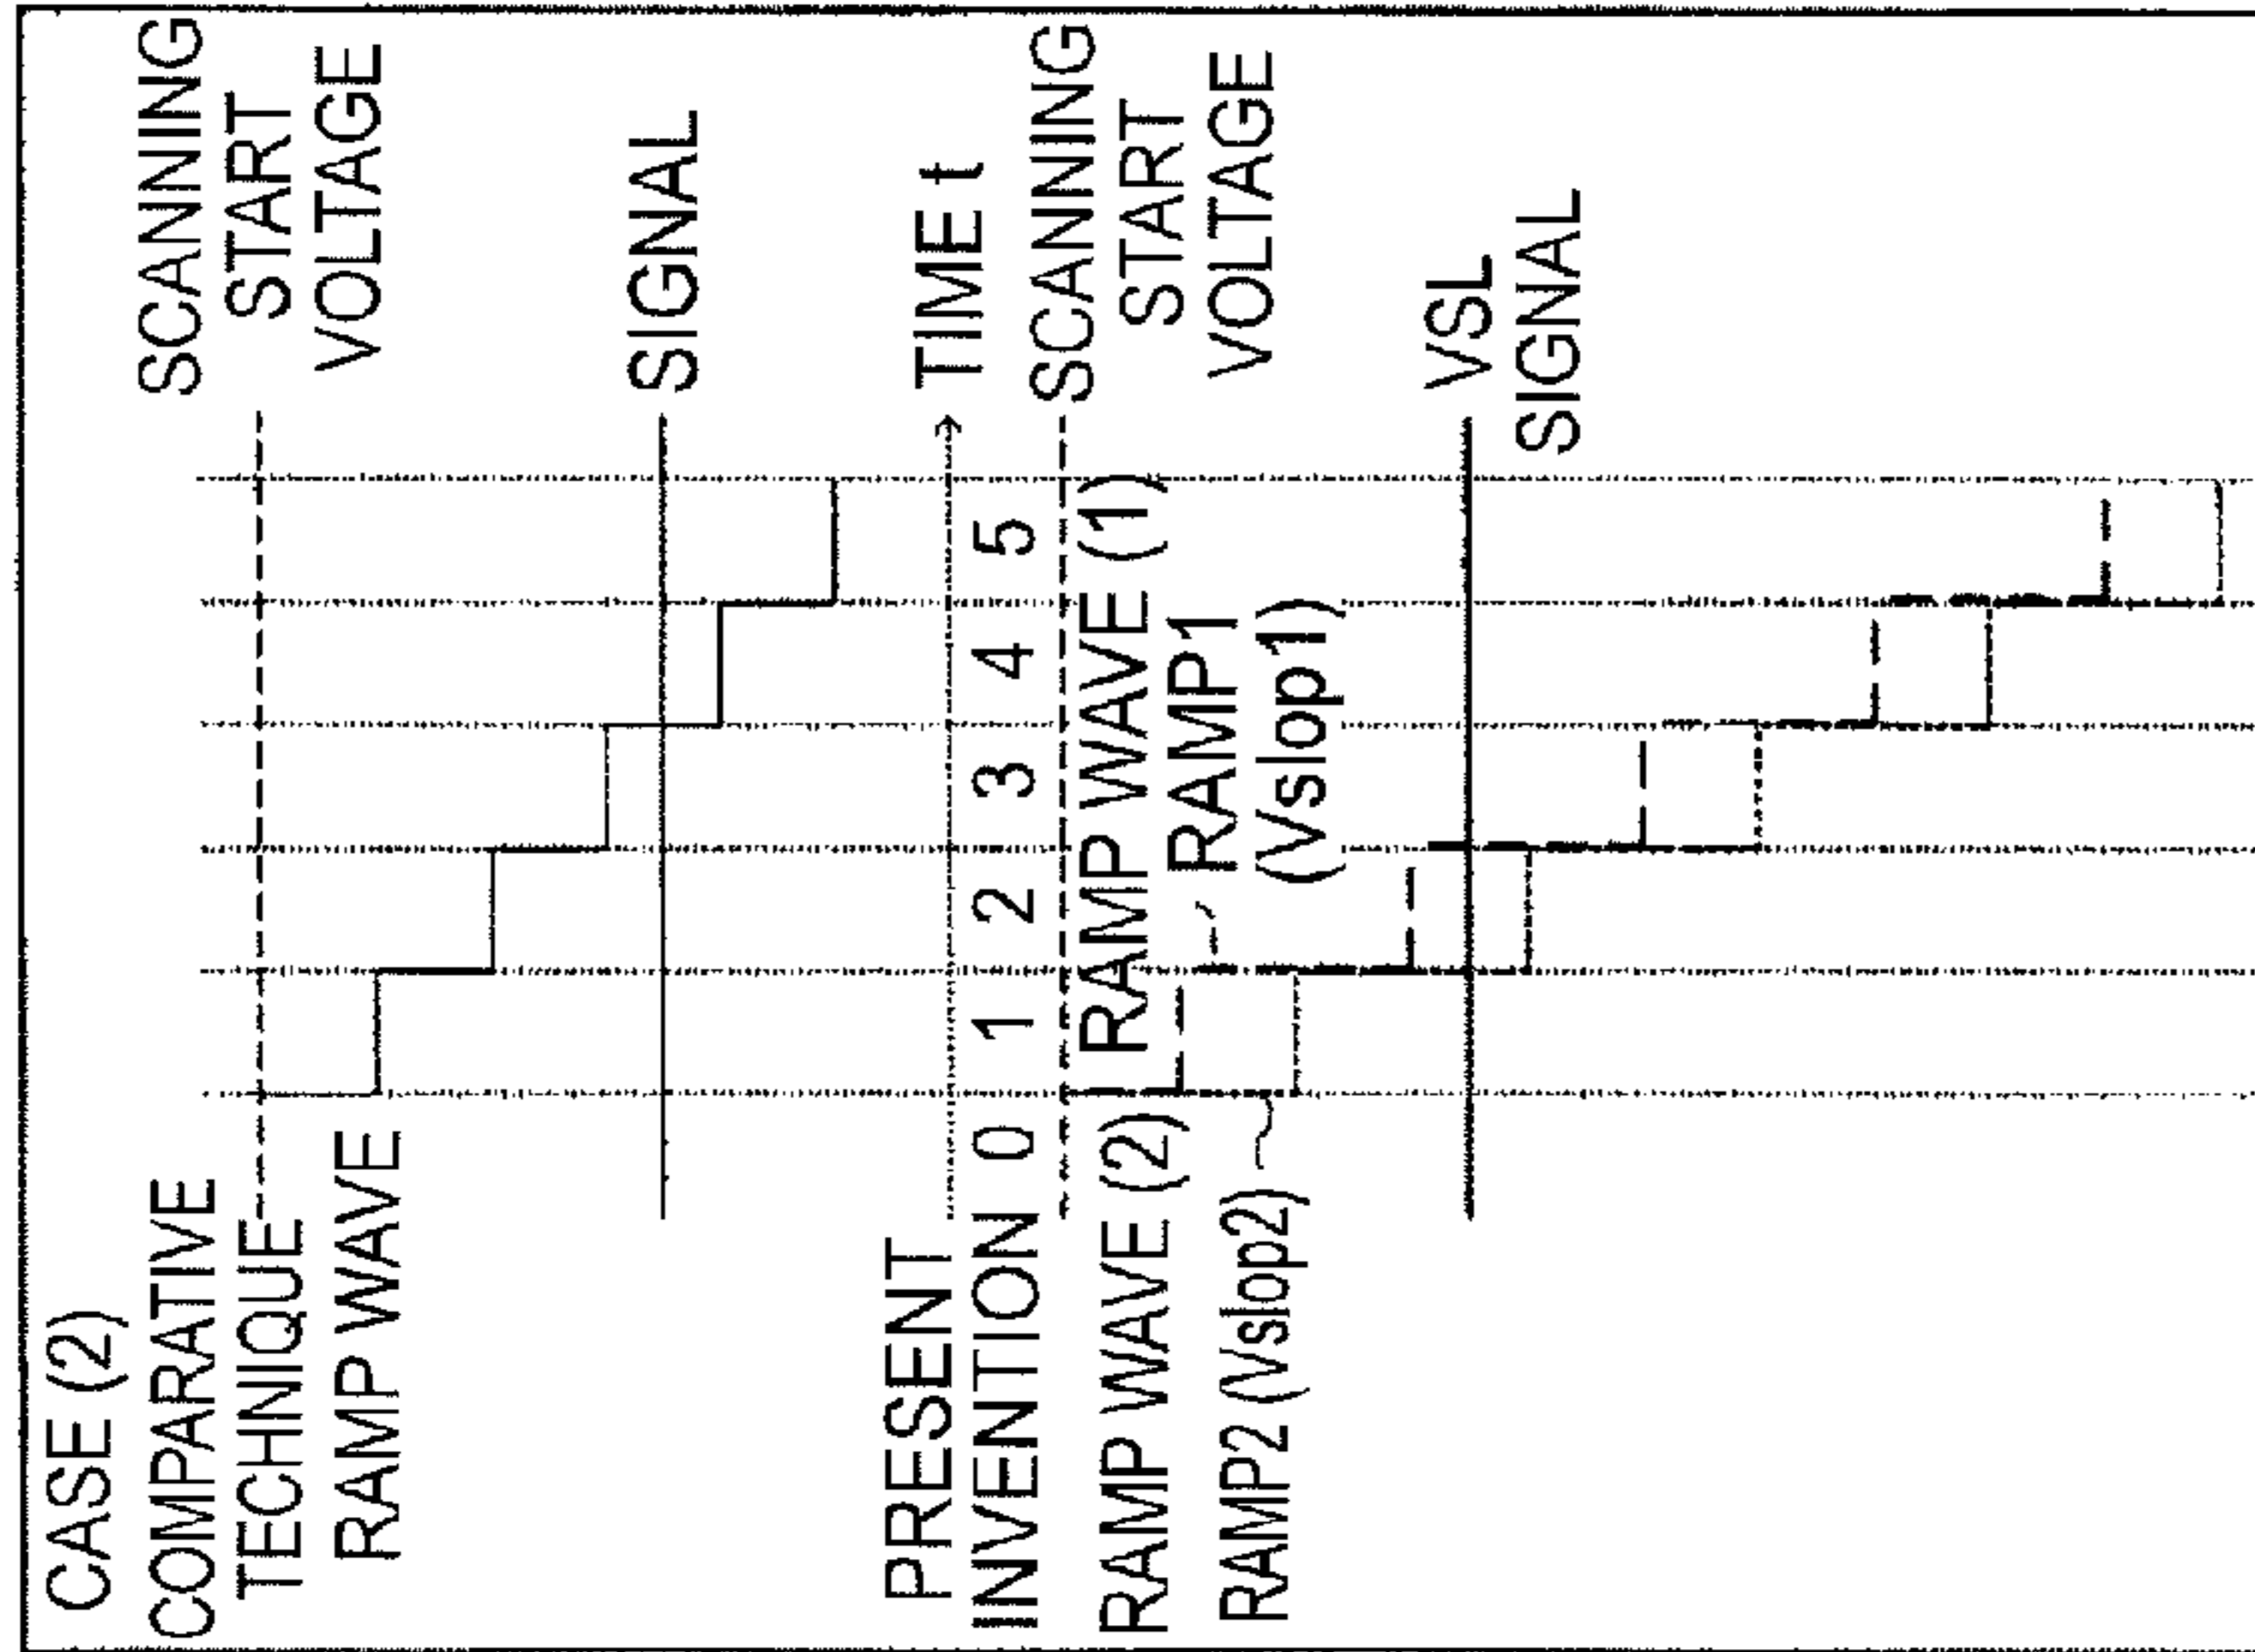 CASE (2)
COMPARATIVE
TECHNIQUE
RAMP WAVE
SCANNING
START
VOLTAGE
SIGNAL
TIME t
PRESENT
INVENTION
0 1 2 3 4 5
SCANNING
START
VOLTAGE
RAMP WAVE (2)
RAMP2 (Vslop2)
RAMP WAVE (1)
RAMP1
(Vslop1)
VSL
SIGNAL